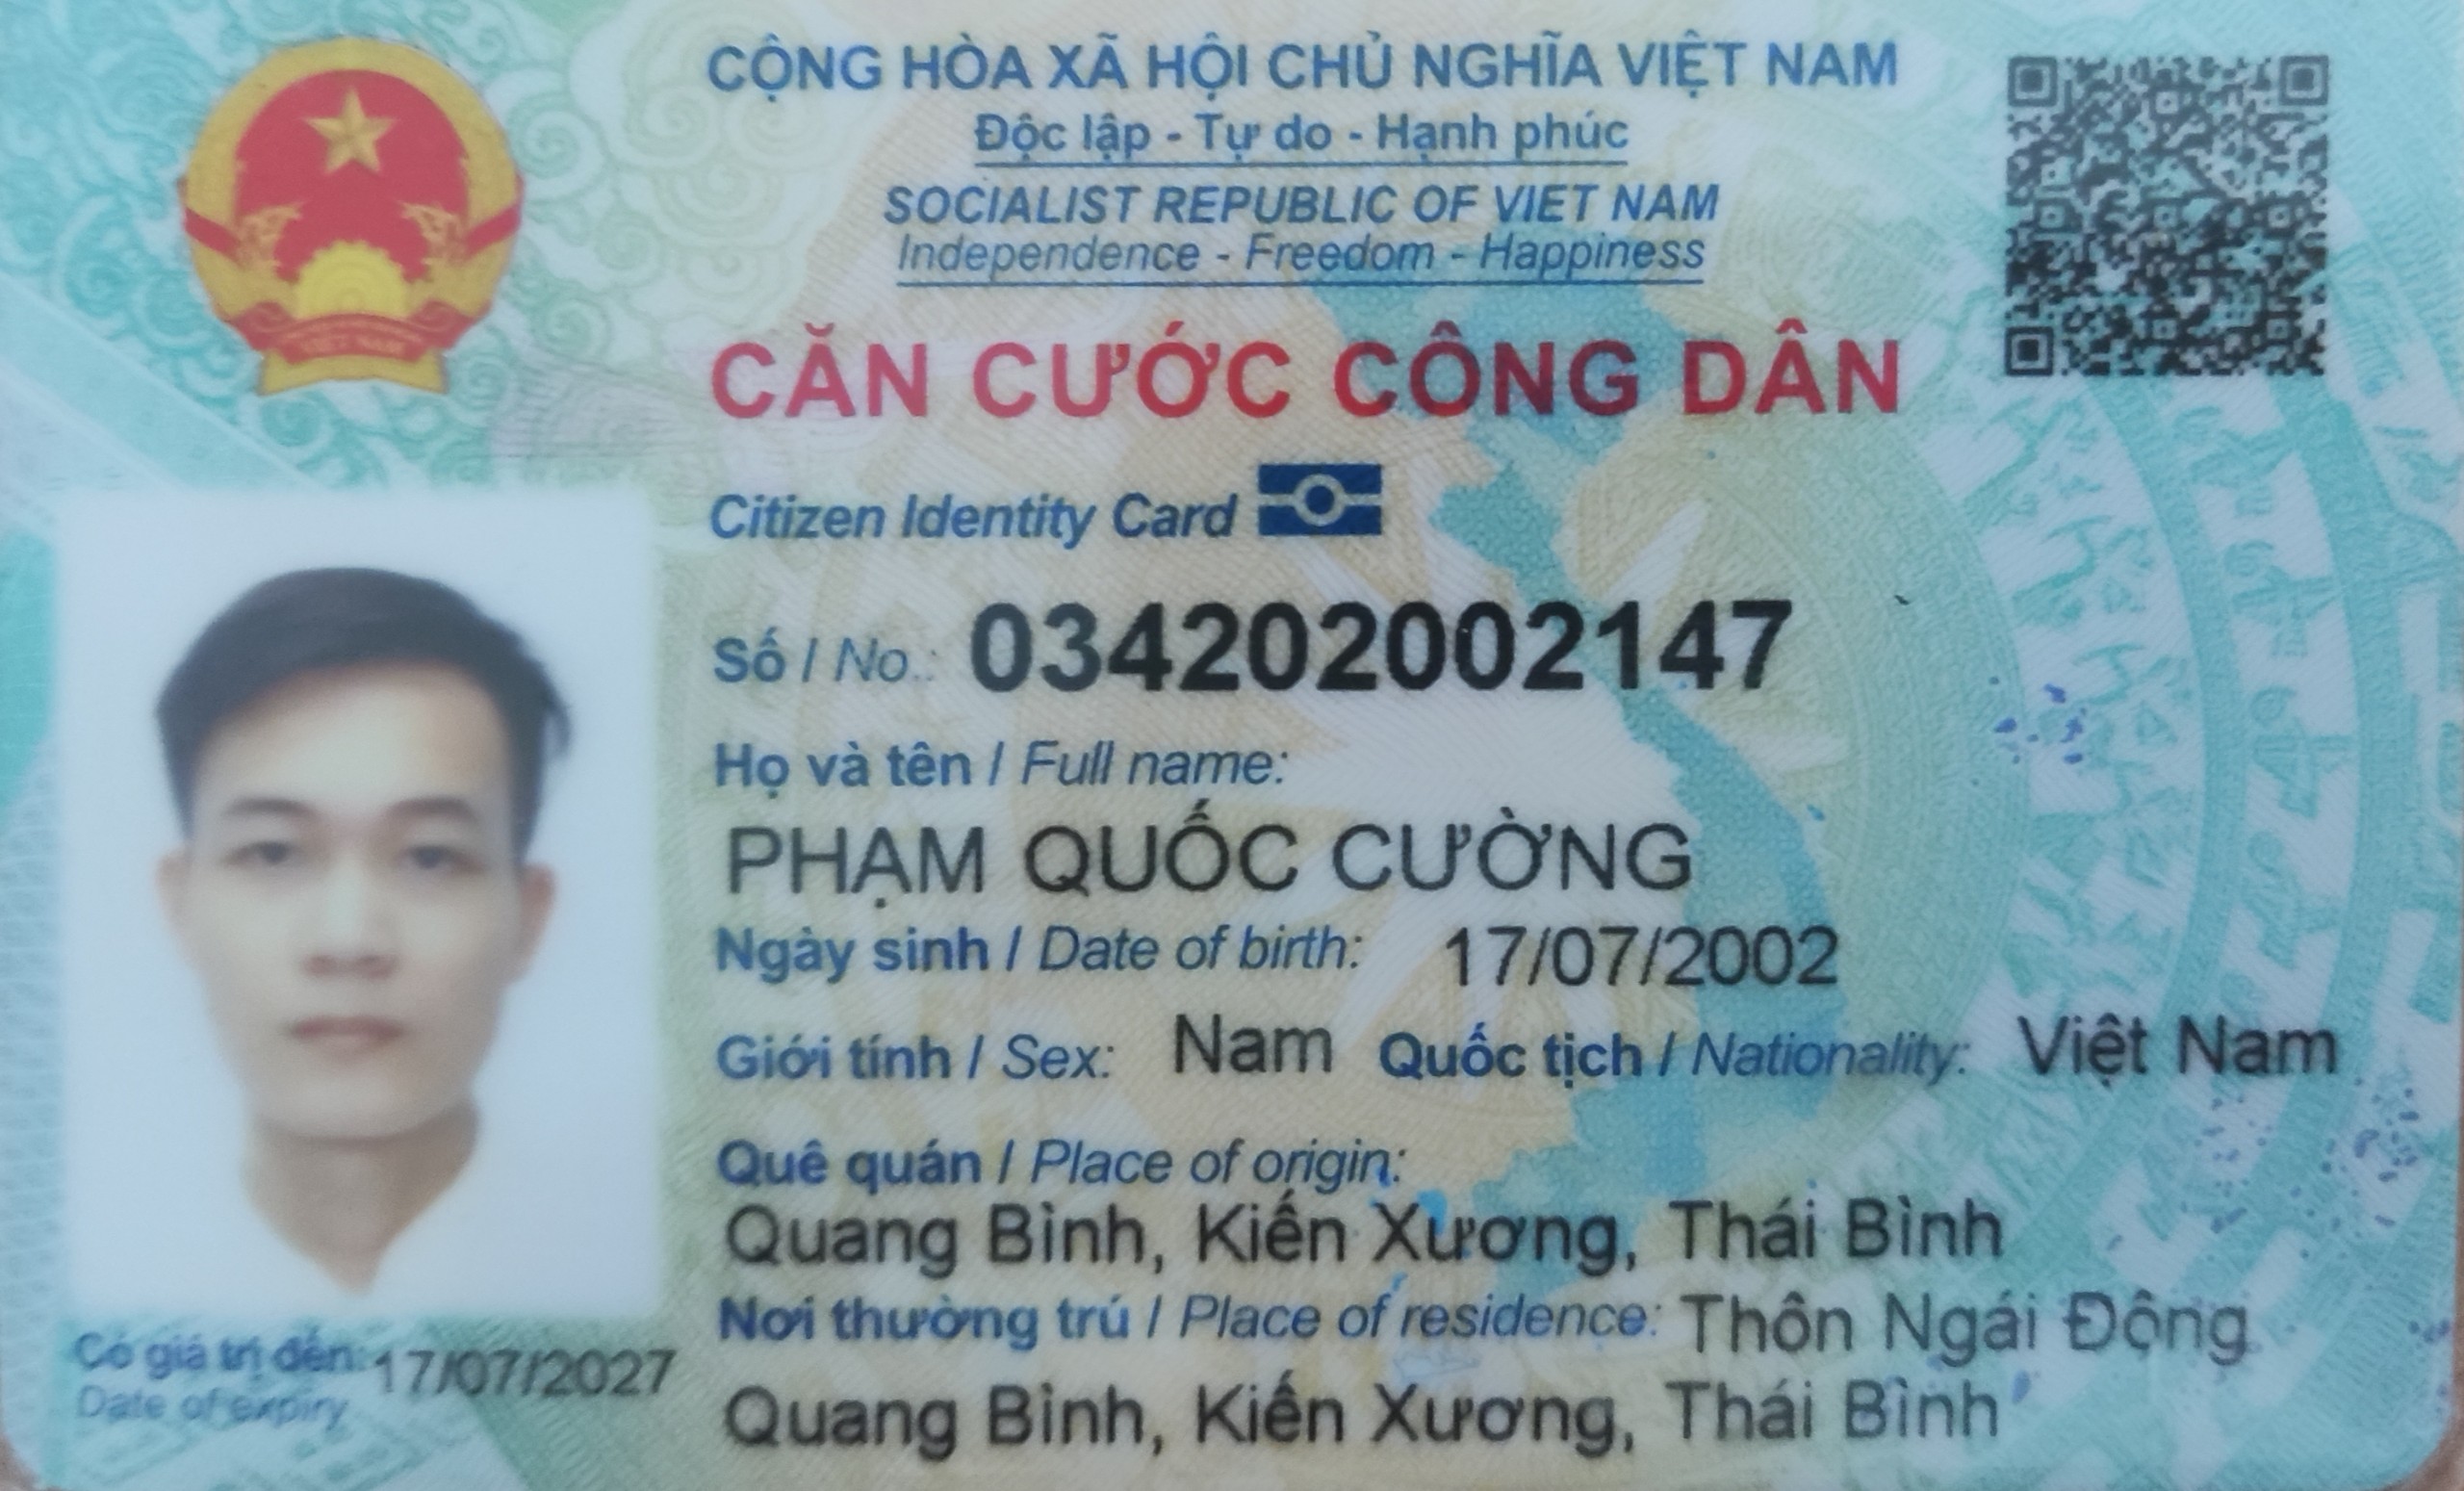 CỘNG HÒA XÃ HỘI CHỦ NGHĨA VIỆT NAM
Độc lập - Tự do - Hạnh phúc
SOCIALIST REPUBLIC OF VIET NAM
Independence - Freedom - Happiness
VIỆT NAM
CĂN CƯỚC CÔNG DÂN
Citizen Identity Card
Số / No.: 034202002147
Họ và tên / Full name:
PHẠM QUỐC CƯỜNG
Ngày sinh / Date of birth: 17/07/2002
Giới tính / Sex: Nam Quốc tịch / Nationality: Việt Nam
Quê quán / Place of origin:
Quang Bình, Kiến Xương, Thái Bình
Nơi thường trú / Place of residence: Thôn Ngái Động
Quang Bình, Kiến Xương, Thái Bình
Có giá trị đến: 17/07/2027
Date of expiry